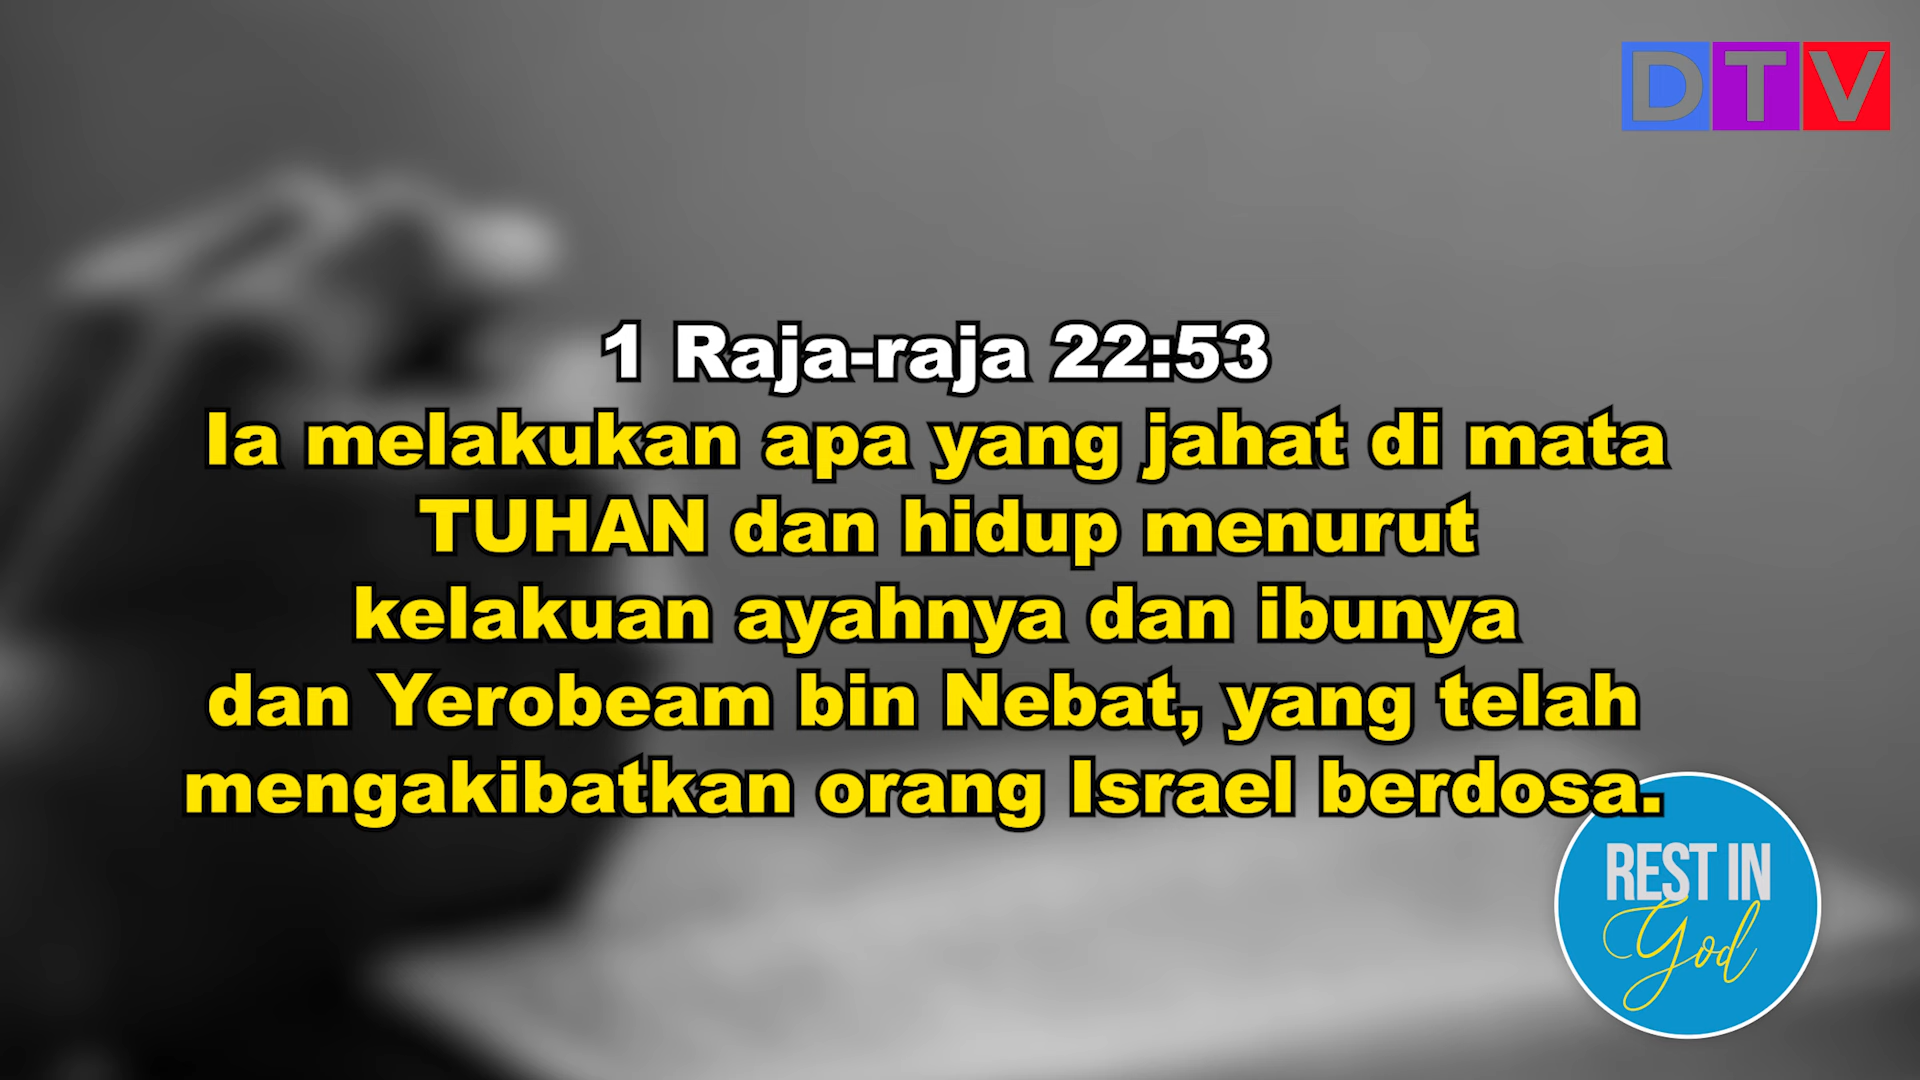 DTV
1 Raja-raja 22:53
Ia melakukan apa yang jahat di mata
TUHAN dan hidup menurut
kelakuan ayahnya dan ibunya
dan Yerobeam bin Nebat, yang telah
mengakibatkan orang Israel berdosa.
REST IN
God